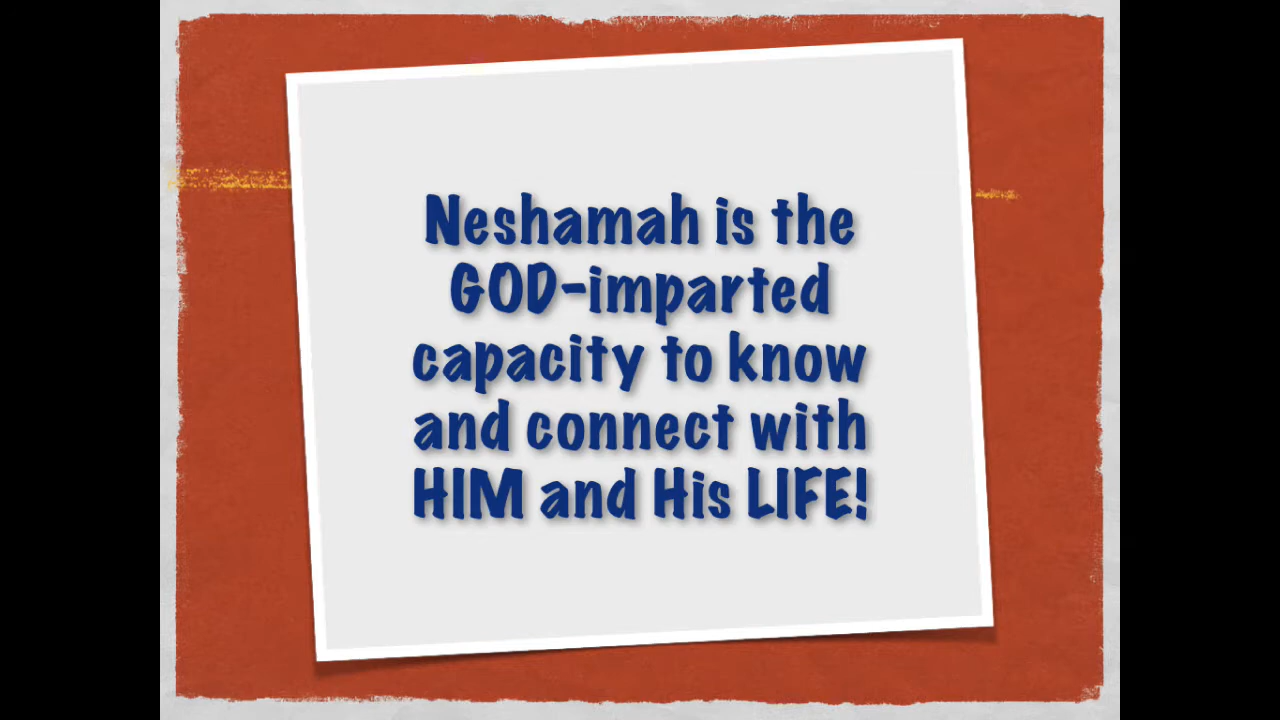 Neshamah is the
GOD-imparted
capacity to know
and connect with
HIM and His LIFE!